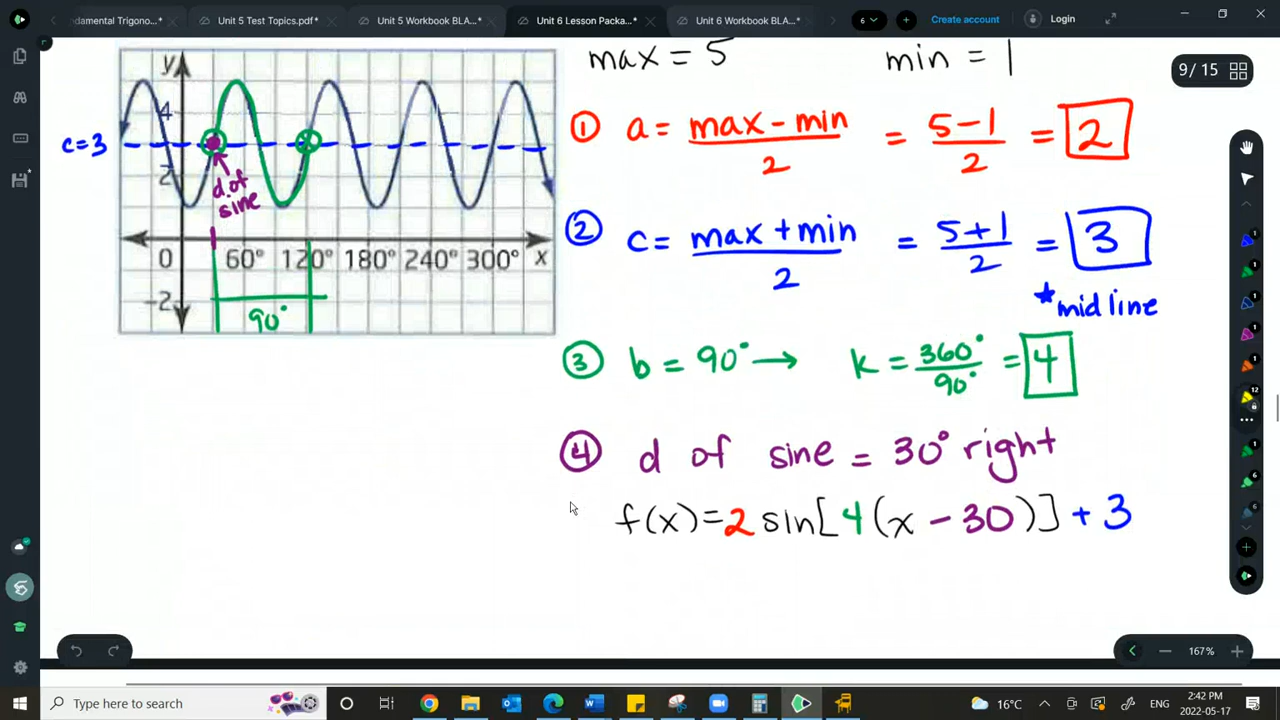 ndamental Trigono...
Unit 5 Test Topics.pdf*
Unit 5 Workbook BLA...*
Unit 6 Lesson Packa...*
Unit 6 Workbook BLA...*
6
Create account
Login
9 / 15
max = 5 min = 1
y
4
c=3
2
d. of
sine
0 60° 120° 180° 240° 300° x
-2
90°
① a = max - min / 2 = 5-1 / 2 = 2
② c = max + min / 2 = 5+1 / 2 = 3
*midline
③ b = 90° → k = 360° / 90° = 4
④ d of sine = 30° right
f(x) = 2 sin[4(x - 30)] + 3
12
167%
Type here to search
16°C
ENG
2:42 PM
2022-05-17